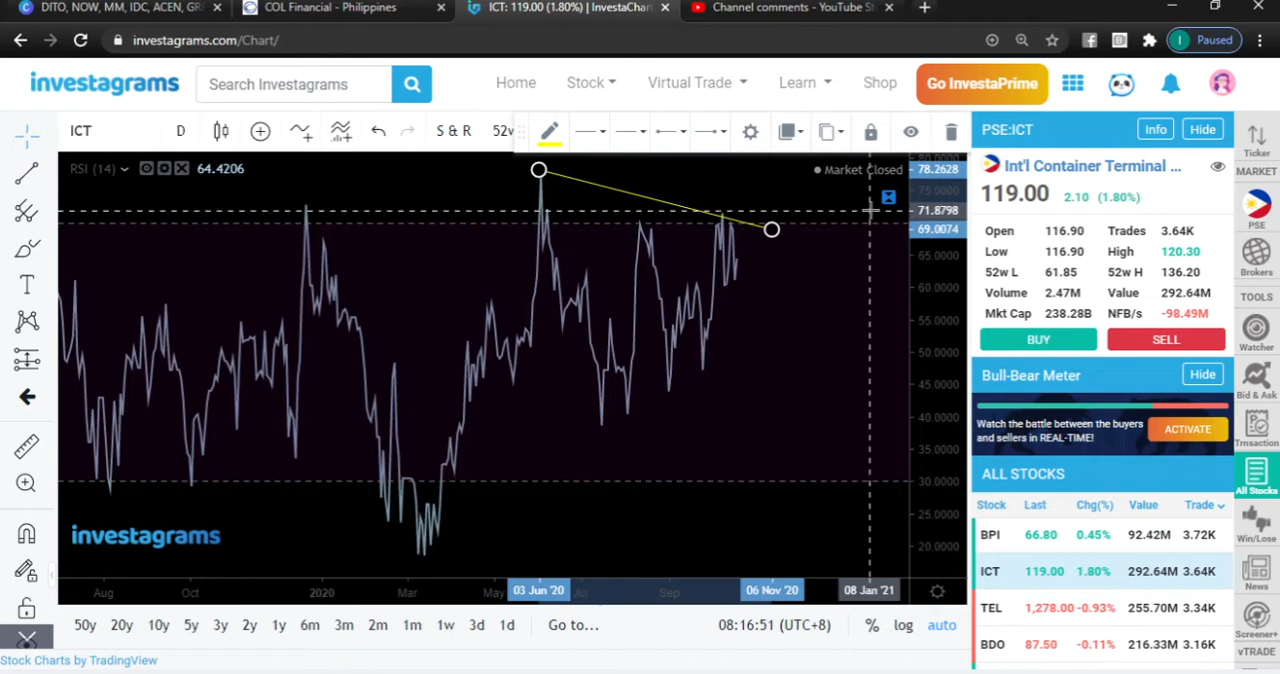 DITO, NOW, MM, IDC, ACEN, GR
COL Financial - Philippines
ICT: 119.00 (1.80%) | InvestaChar
Channel comments - YouTube S
investagrams.com/Chart/
Paused
investagrams
Search Investagrams
Home
Stock
Virtual Trade
Learn
Shop
Go InvestaPrime
ICT
D
S & R
52v
PSE:ICT
Info
Hide
Ticker
MARKET
RSI (14)
64.4206
Market Closed
80.0000
78.2628
75.0000
71.8798
69.0074
65.0000
60.0000
55.0000
50.0000
45.0000
40.0000
35.0000
30.0000
25.0000
20.0000
Int'l Container Terminal ...
119.00 2.10 (1.80%)
Open 116.90 Trades 3.64K
Low 116.90 High 120.30
52w L 61.85 52w H 136.20
Volume 2.47M Value 292.64M
Mkt Cap 238.28B NFB/s -98.49M
BUY
SELL
PSE
Brokers
TOOLS
Watcher
Bid & Ask
Trnsaction
All Stocks
Win/Lose
News
Screener+
vTRADE
Bull-Bear Meter
Hide
Watch the battle between the buyers
and sellers in REAL-TIME!
ACTIVATE
ALL STOCKS
Stock Last Chg(%) Value Trade
BPI 66.80 0.45% 92.42M 3.72K
ICT 119.00 1.80% 292.64M 3.64K
TEL 1,278.00 -0.93% 255.70M 3.34K
BDO 87.50 -0.11% 216.33M 3.16K
investagrams
Aug
Oct
2020
Mar
May
03 Jun '20
Jul
Sep
06 Nov '20
08 Jan '21
50y 20y 10y 5y 3y 2y 1y 6m 3m 2m 1m 1w 3d 1d Go to... 08:16:51 (UTC+8) % log auto
Stock Charts by TradingView